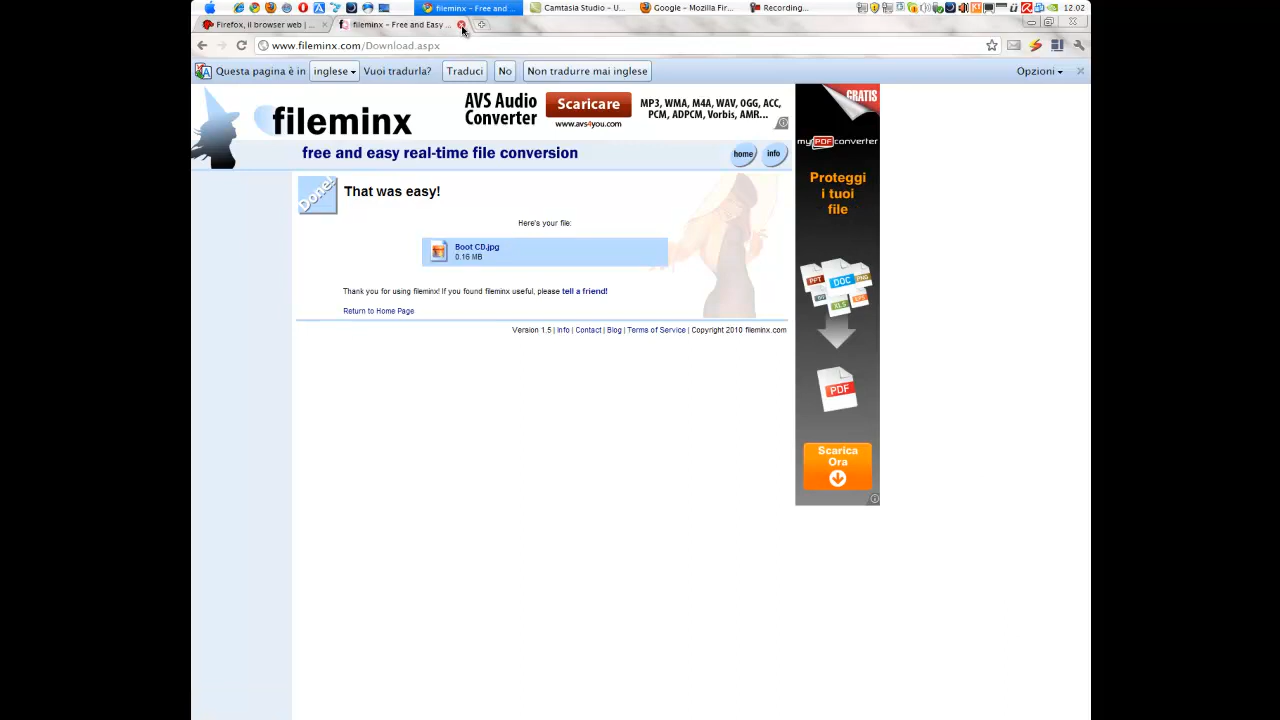 fileminx - Free and ...
Camtasia Studio - U...
Google - Mozilla Fir...
Recording...
12.02
Firefox, il browser web |
fileminx - Free and Easy ...
www.fileminx.com/Download.aspx
Questa pagina è in inglese Vuoi tradurla? Traduci No Non tradurre mai inglese Opzioni
fileminx
AVS Audio
Converter
Scaricare
www.avs4you.com
MP3, WMA, M4A, WAV, OGG, ACC,
PCM, ADPCM, Vorbis, AMR...
free and easy real-time file conversion
home info
Done!
That was easy!
Here's your file:
Boot CD.jpg
0.16 MB
Thank you for using fileminx! If you found fileminx useful, please tell a friend!
Return to Home Page
Version 1.5 | Info | Contact | Blog | Terms of Service | Copyright 2010 fileminx.com
GRATIS
myPDFconverter
Proteggi
i tuoi
file
PPT
DOC
XLS
PDF
Scarica
Ora